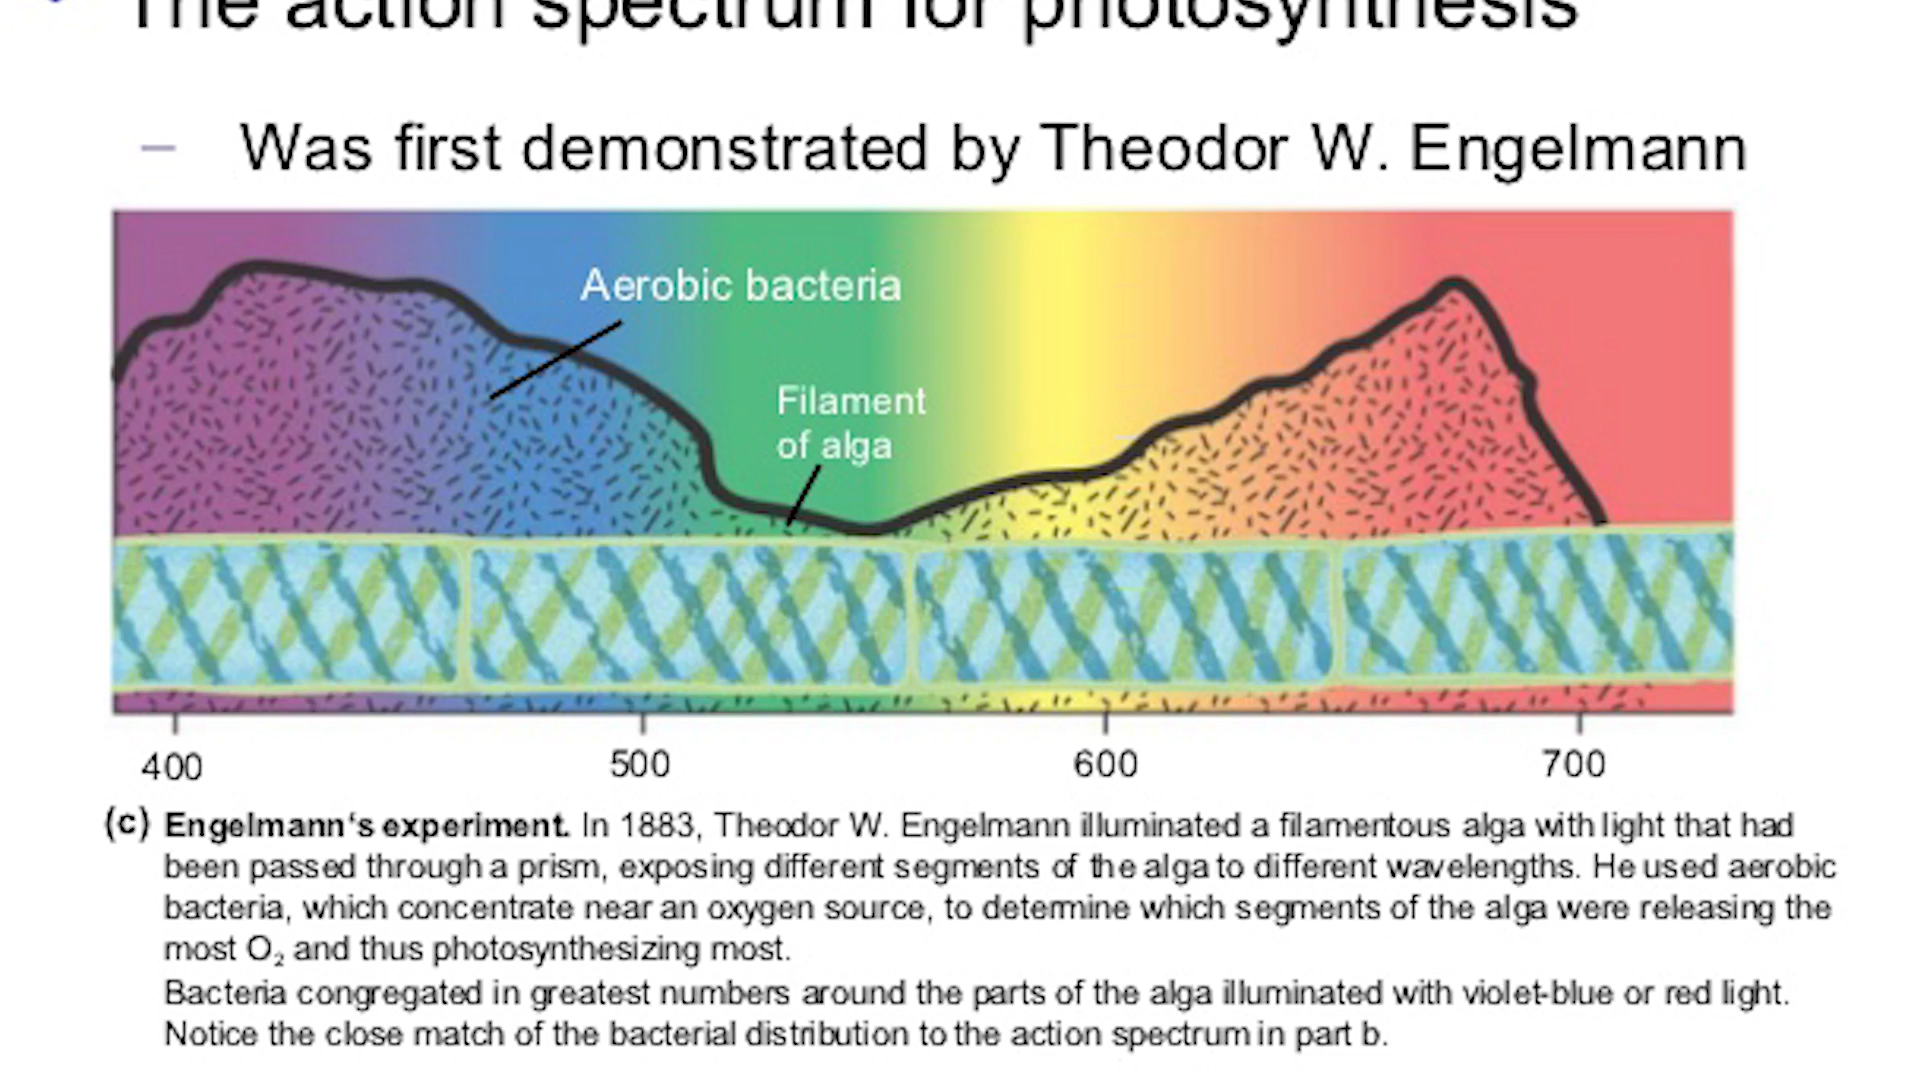 The action spectrum for photosynthesis
– Was first demonstrated by Theodor W. Engelmann
Aerobic bacteria
Filament
of alga
400 500 600 700
(c) Engelmann‘s experiment. In 1883, Theodor W. Engelmann illuminated a filamentous alga with light that had
been passed through a prism, exposing different segments of the alga to different wavelengths. He used aerobic
bacteria, which concentrate near an oxygen source, to determine which segments of the alga were releasing the
most O₂ and thus photosynthesizing most.
Bacteria congregated in greatest numbers around the parts of the alga illuminated with violet-blue or red light.
Notice the close match of the bacterial distribution to the action spectrum in part b.